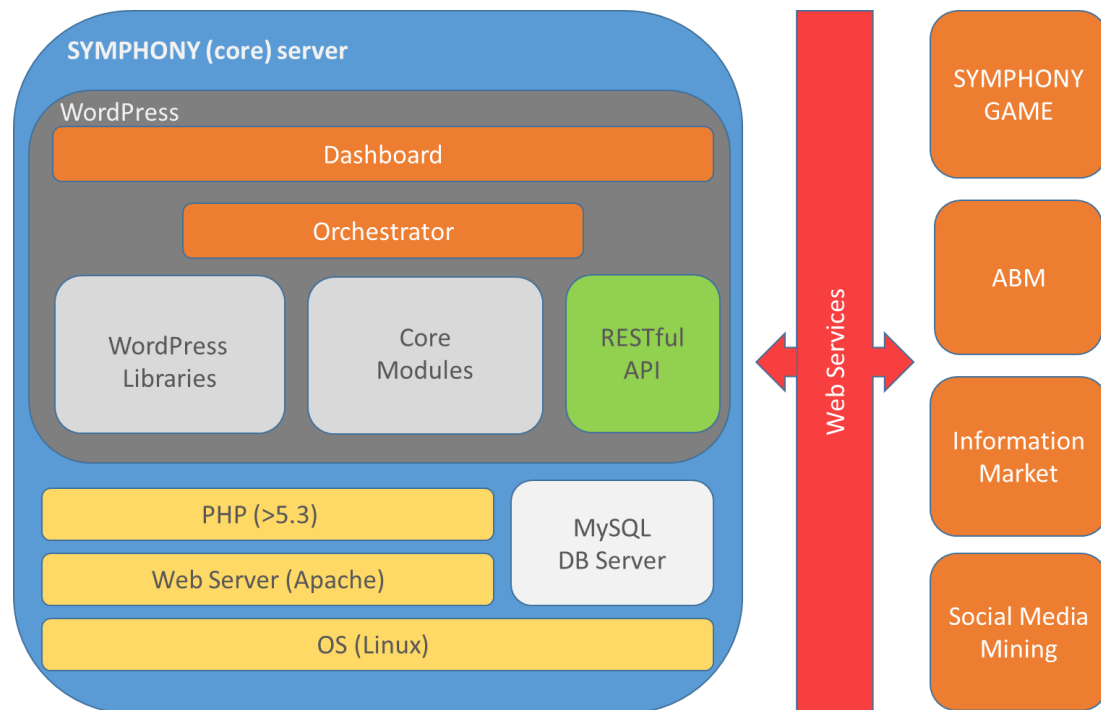 SYMPHONY (core) server
WordPress
Dashboard
Orchestrator
WordPress
Libraries
Core
Modules
RESTful
API
PHP (>5.3)
MySQL
DB Server
Web Server (Apache)
OS (Linux)
Web Services
SYMPHONY
GAME
ABM
Information
Market
Social Media
Mining